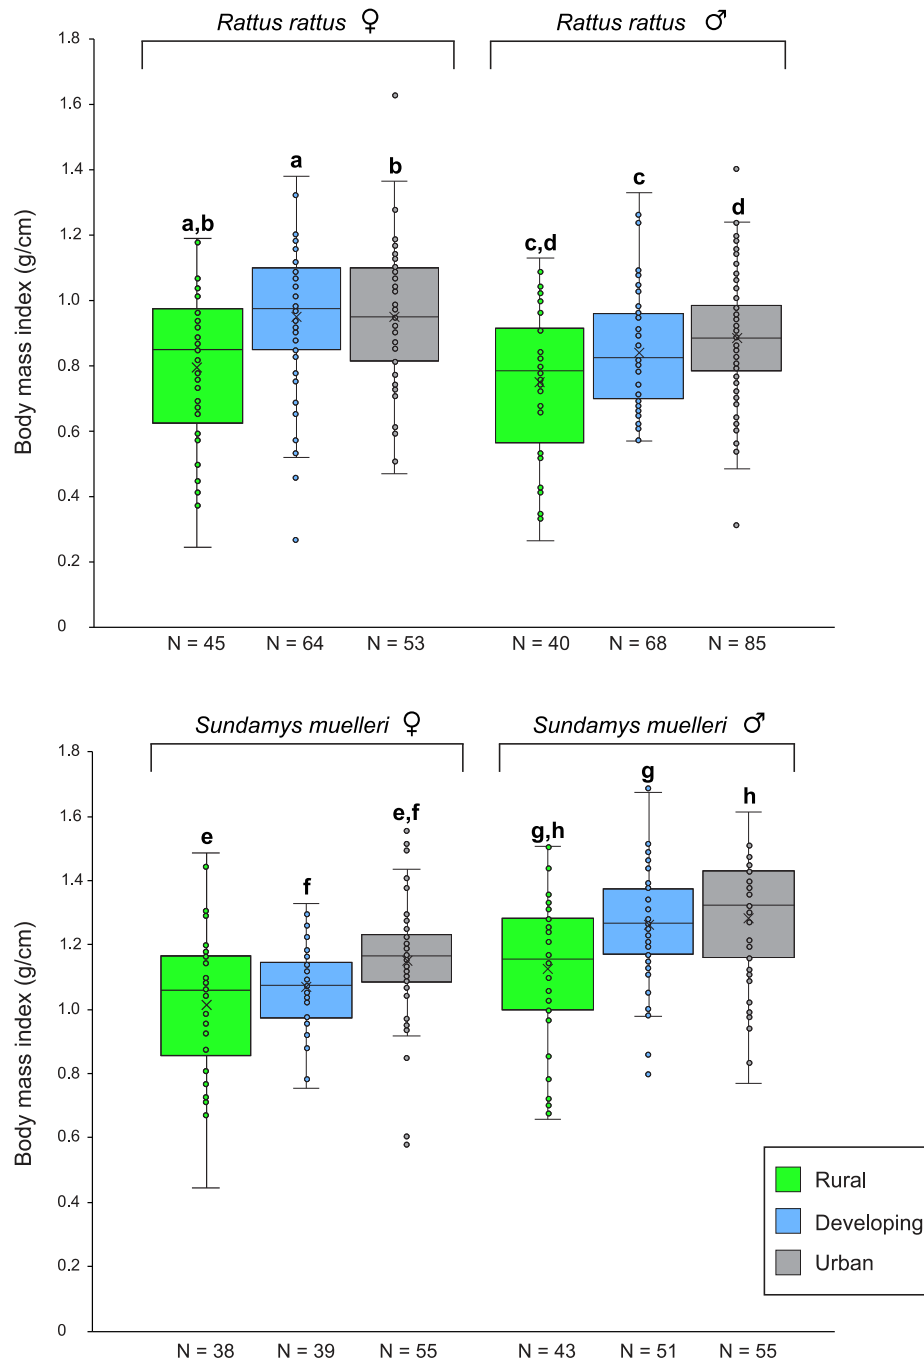 Rattus rattus ♀
Rattus rattus ♂
1.8
1.6
1.4
1.2
1.0
0.8
0.6
0.4
0.2
0
Body mass index (g/cm)
a,b
a
b
c,d
c
d
N = 45
N = 64
N = 53
N = 40
N = 68
N = 85
Sundamys muelleri ♀
Sundamys muelleri ♂
1.8
1.6
1.4
1.2
1.0
0.8
0.6
0.4
0.2
0
Body mass index (g/cm)
e
f
e,f
g,h
g
h
Rural
Developing
Urban
N = 38
N = 39
N = 55
N = 43
N = 51
N = 55